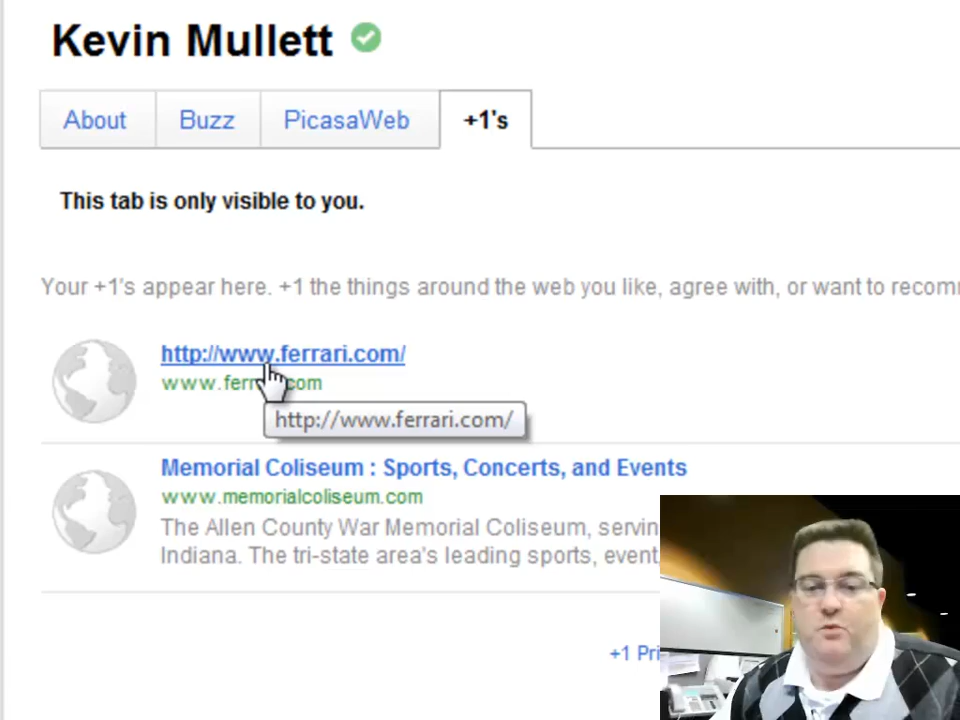 Kevin Mullett
About Buzz PicasaWeb +1's
This tab is only visible to you.
Your +1's appear here. +1 the things around the web you like, agree with, or want to
http://www.ferrari.com/
http://www.ferrari.com/
Memorial Coliseum : Sports, Concerts, and Events
www.memorialcoliseum.com
The Allen County War Memorial Coliseum,
Indiana. The tri-state area's leading sports,
+1